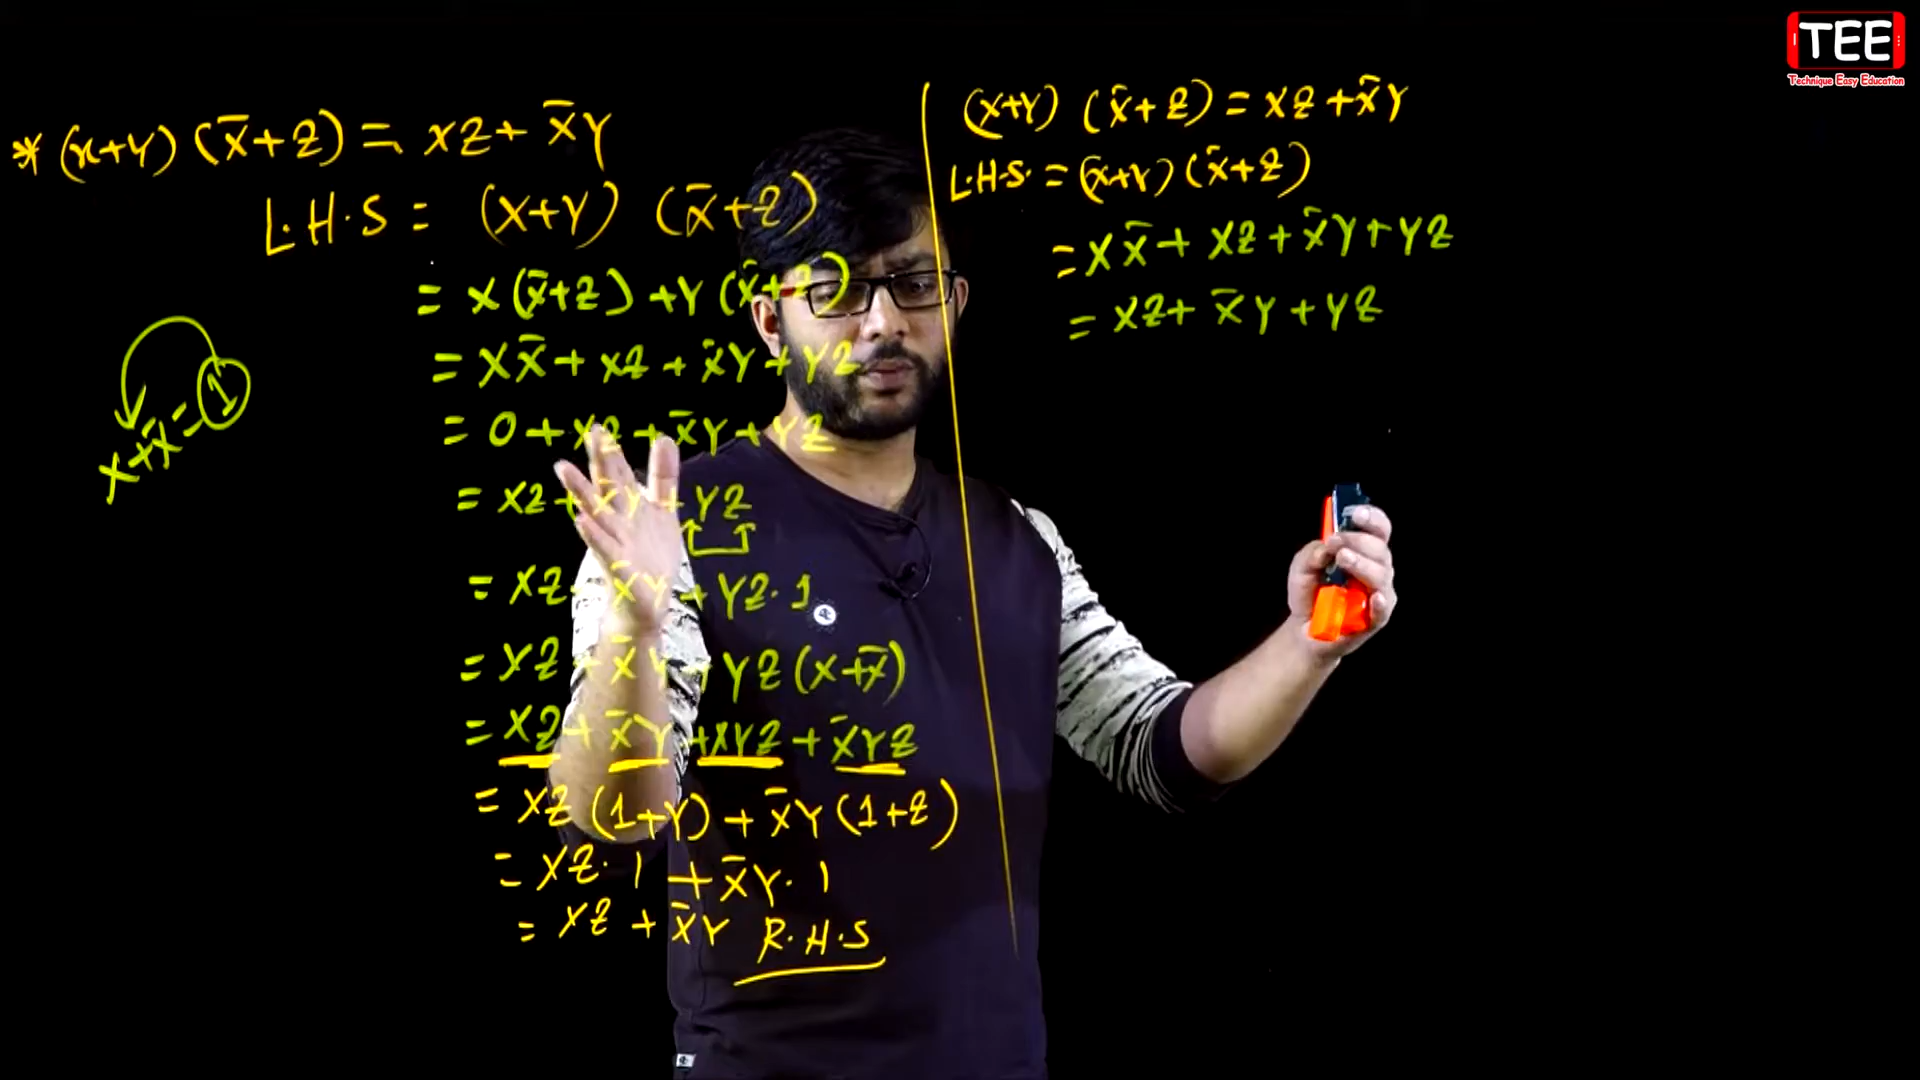 TEE
Technique Easy Education
* (x+Y) (X̄+Z) = XZ + X̄Y
L.H.S = (X+Y) (X̄+Z)
= X(X̄+Z) + Y(X̄+Z)
= XX̄ + XZ + X̄Y + YZ
= 0 + XZ + X̄Y + YZ
= XZ + X̄Y + YZ
= XZ + X̄Y + YZ·1
= XZ + X̄Y + YZ(X+X̄)
= XZ + X̄Y + XYZ + X̄YZ
= XZ(1+Y) + X̄Y(1+Z)
= XZ·1 + X̄Y·1
= XZ + X̄Y R.H.S
X+X̄=1
(X+Y) (X̄+Z) = XZ + X̄Y
L.H.S. = (X+Y) (X̄+Z)
= XX̄ + XZ + X̄Y + YZ
= XZ + X̄Y + YZ